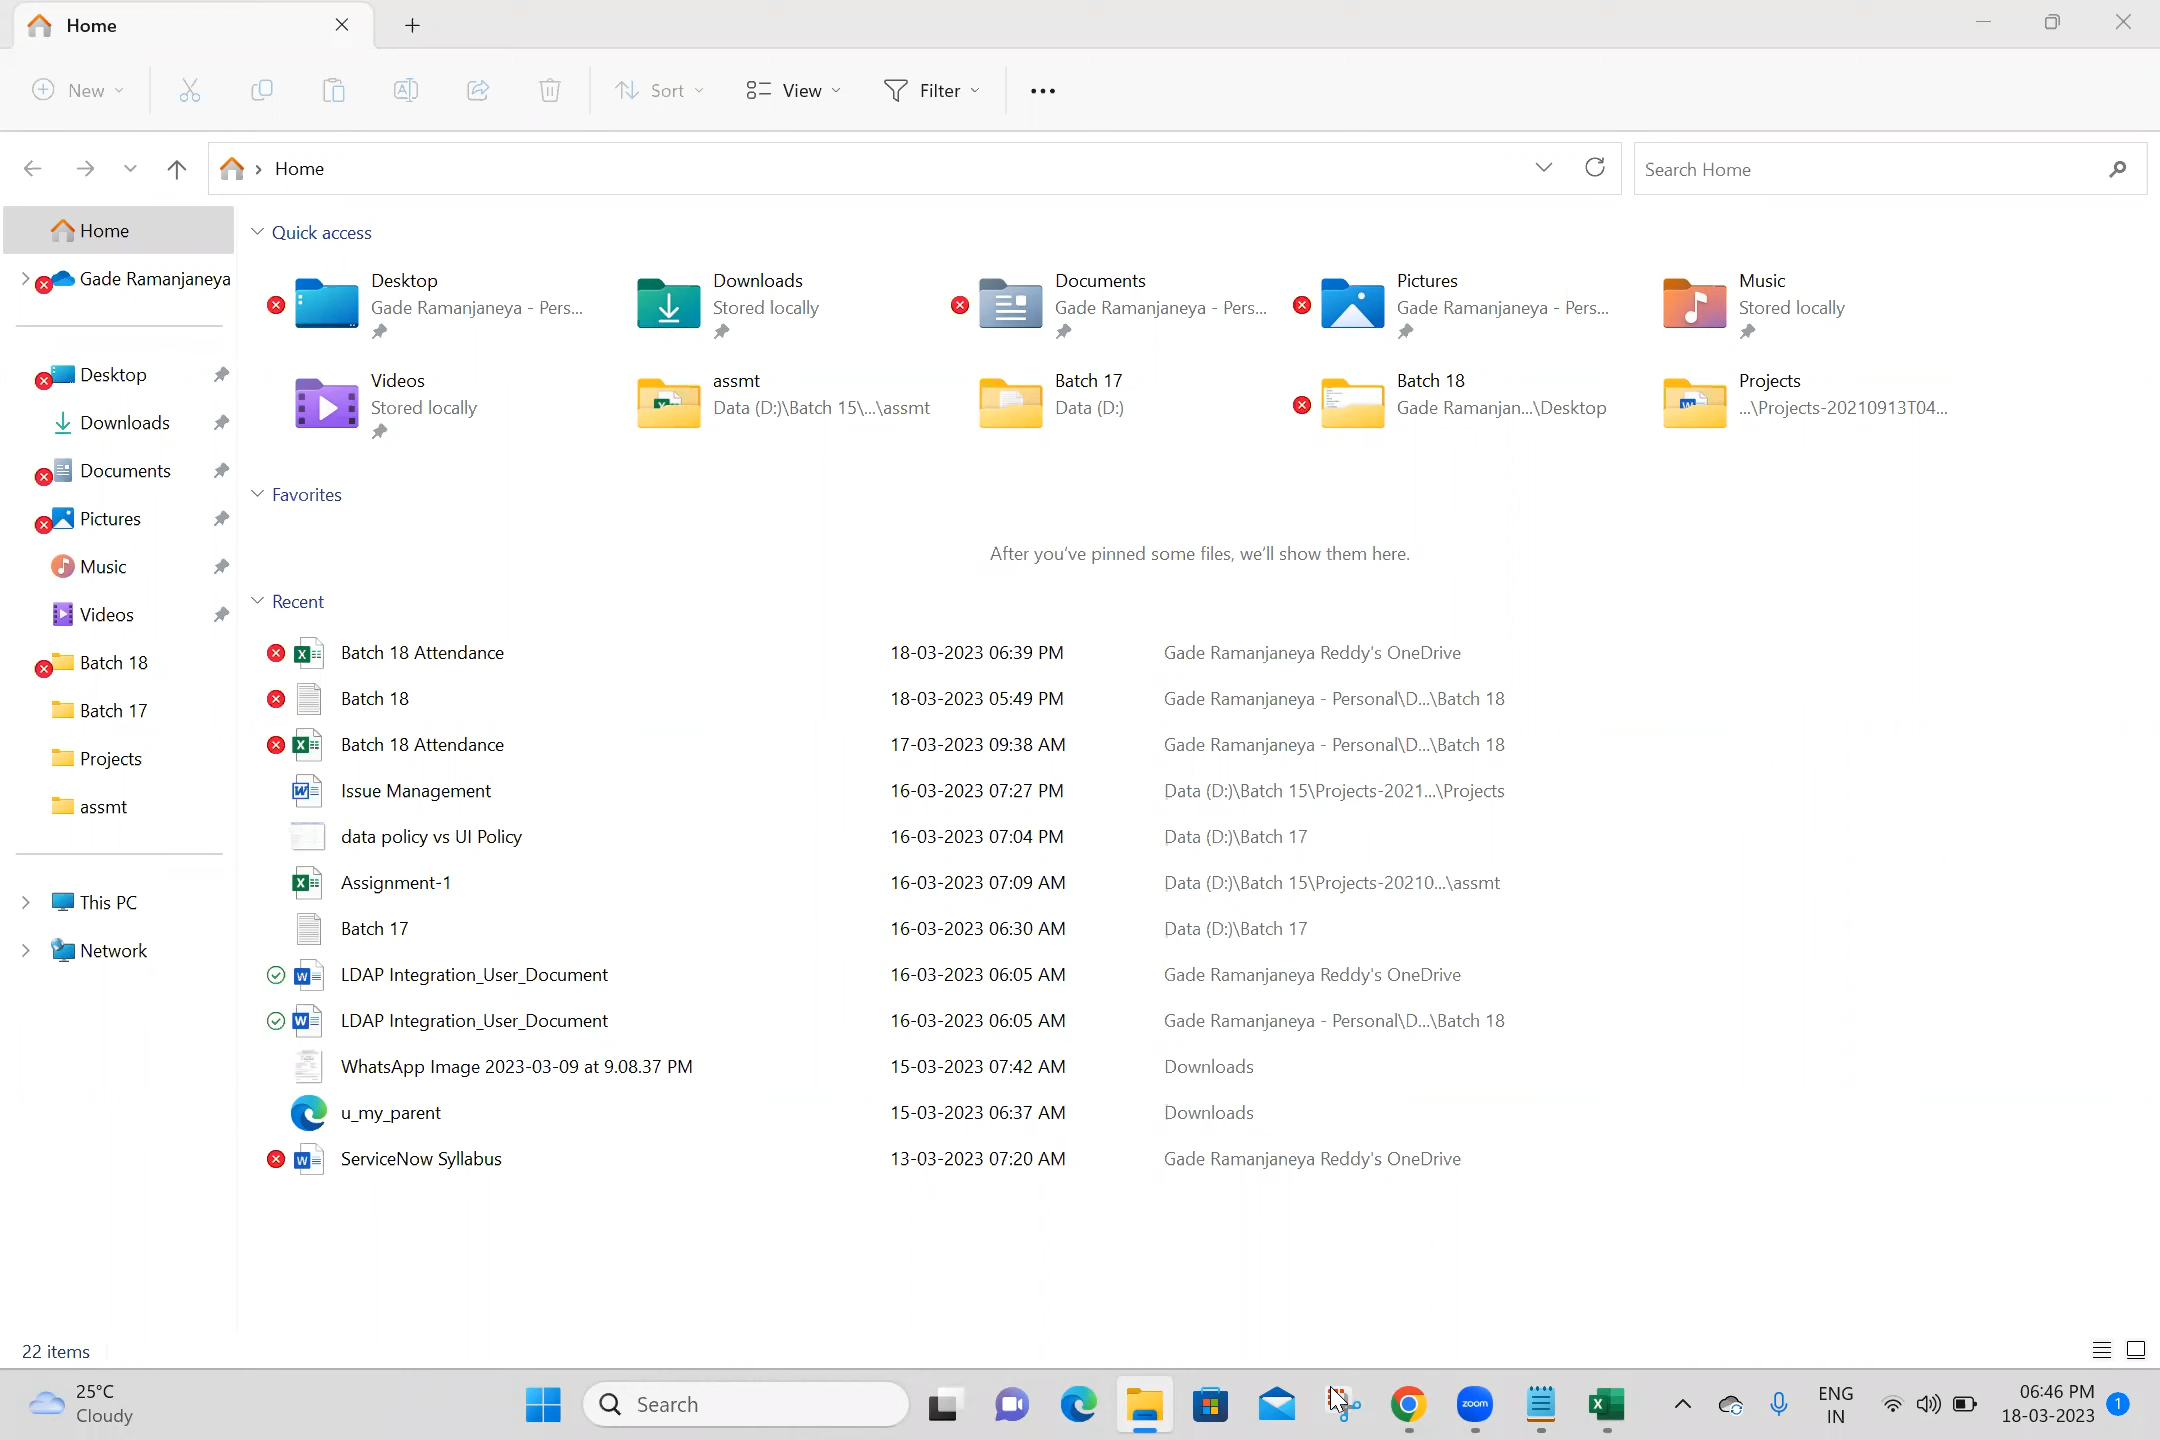 Home
New
Sort
View
Filter
Home
Search Home
Home
Gade Ramanjaneya
Desktop
Downloads
Documents
Pictures
Music
Videos
Batch 18
Batch 17
Projects
assmt
This PC
Network
Quick access
Desktop
Gade Ramanjaneya - Pers...
Downloads
Stored locally
Documents
Gade Ramanjaneya - Pers...
Pictures
Gade Ramanjaneya - Pers...
Music
Stored locally
Videos
Stored locally
assmt
Data (D:)\Batch 15\...\assmt
Batch 17
Data (D:)
Batch 18
Gade Ramanjan...\Desktop
Projects
...\Projects-20210913T04...
Favorites
After you've pinned some files, we'll show them here.
Recent
Batch 18 Attendance 18-03-2023 06:39 PM Gade Ramanjaneya Reddy's OneDrive
Batch 18 18-03-2023 05:49 PM Gade Ramanjaneya - Personal\D...\Batch 18
Batch 18 Attendance 17-03-2023 09:38 AM Gade Ramanjaneya - Personal\D...\Batch 18
Issue Management 16-03-2023 07:27 PM Data (D:)\Batch 15\Projects-2021...\Projects
data policy vs UI Policy 16-03-2023 07:04 PM Data (D:)\Batch 17
Assignment-1 16-03-2023 07:09 AM Data (D:)\Batch 15\Projects-20210...\assmt
Batch 17 16-03-2023 06:30 AM Data (D:)\Batch 17
LDAP Integration_User_Document 16-03-2023 06:05 AM Gade Ramanjaneya Reddy's OneDrive
LDAP Integration_User_Document 16-03-2023 06:05 AM Gade Ramanjaneya - Personal\D...\Batch 18
WhatsApp Image 2023-03-09 at 9.08.37 PM 15-03-2023 07:42 AM Downloads
u_my_parent 15-03-2023 06:37 AM Downloads
ServiceNow Syllabus 13-03-2023 07:20 AM Gade Ramanjaneya Reddy's OneDrive
22 items
25°C
Cloudy
Search
zoom
ENG
IN
06:46 PM
18-03-2023
1